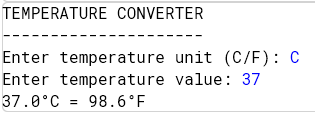 TEMPERATURE CONVERTER
---------------------
Enter temperature unit (C/F): C
Enter temperature value: 37
37.0°C = 98.6°F